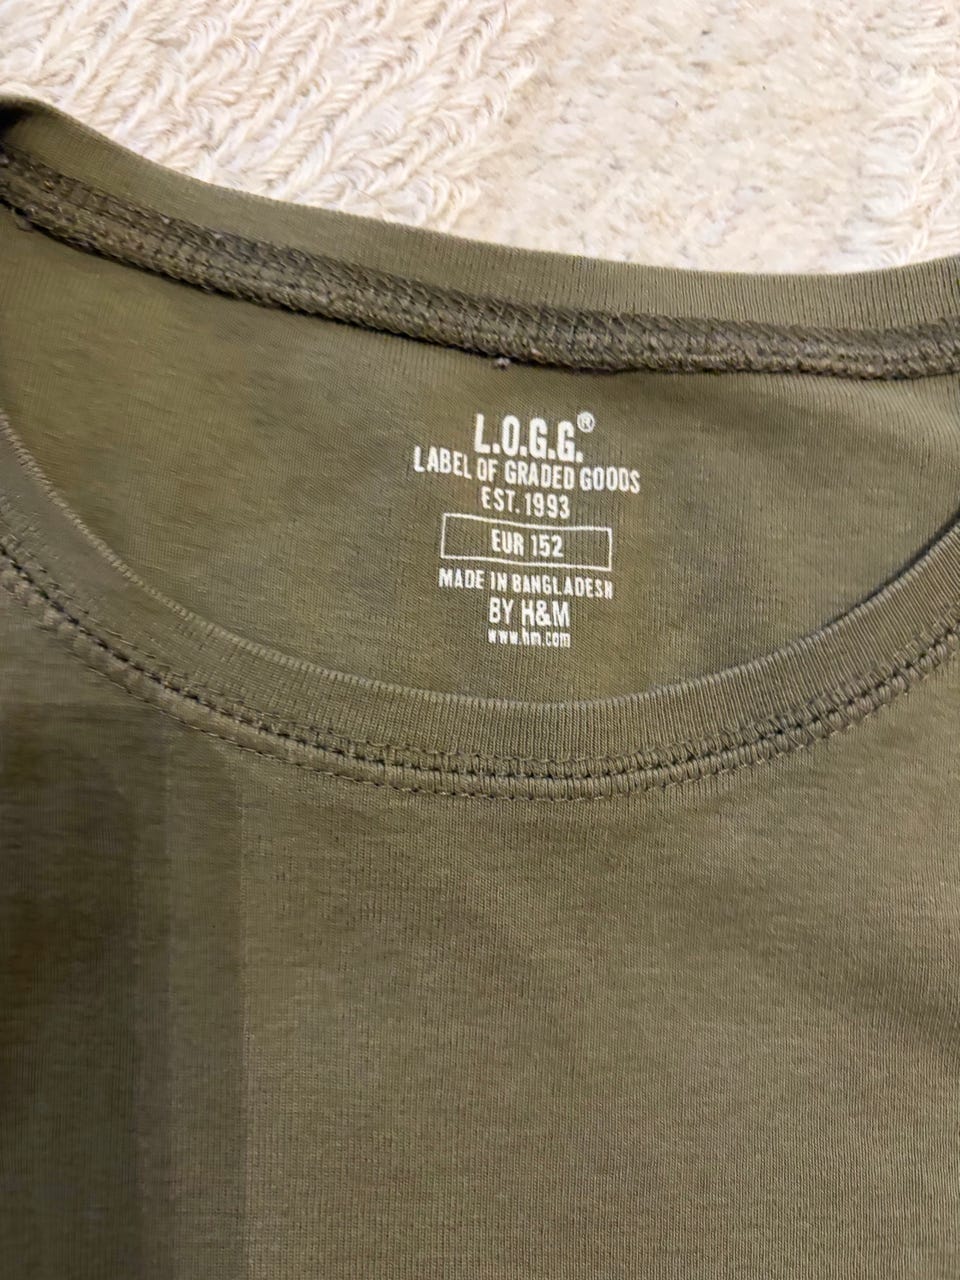 L.O.G.G.®
LABEL OF GRADED GOODS
EST. 1993
EUR 152
MADE IN BANGLADESH
BY H&M
www.hm.com